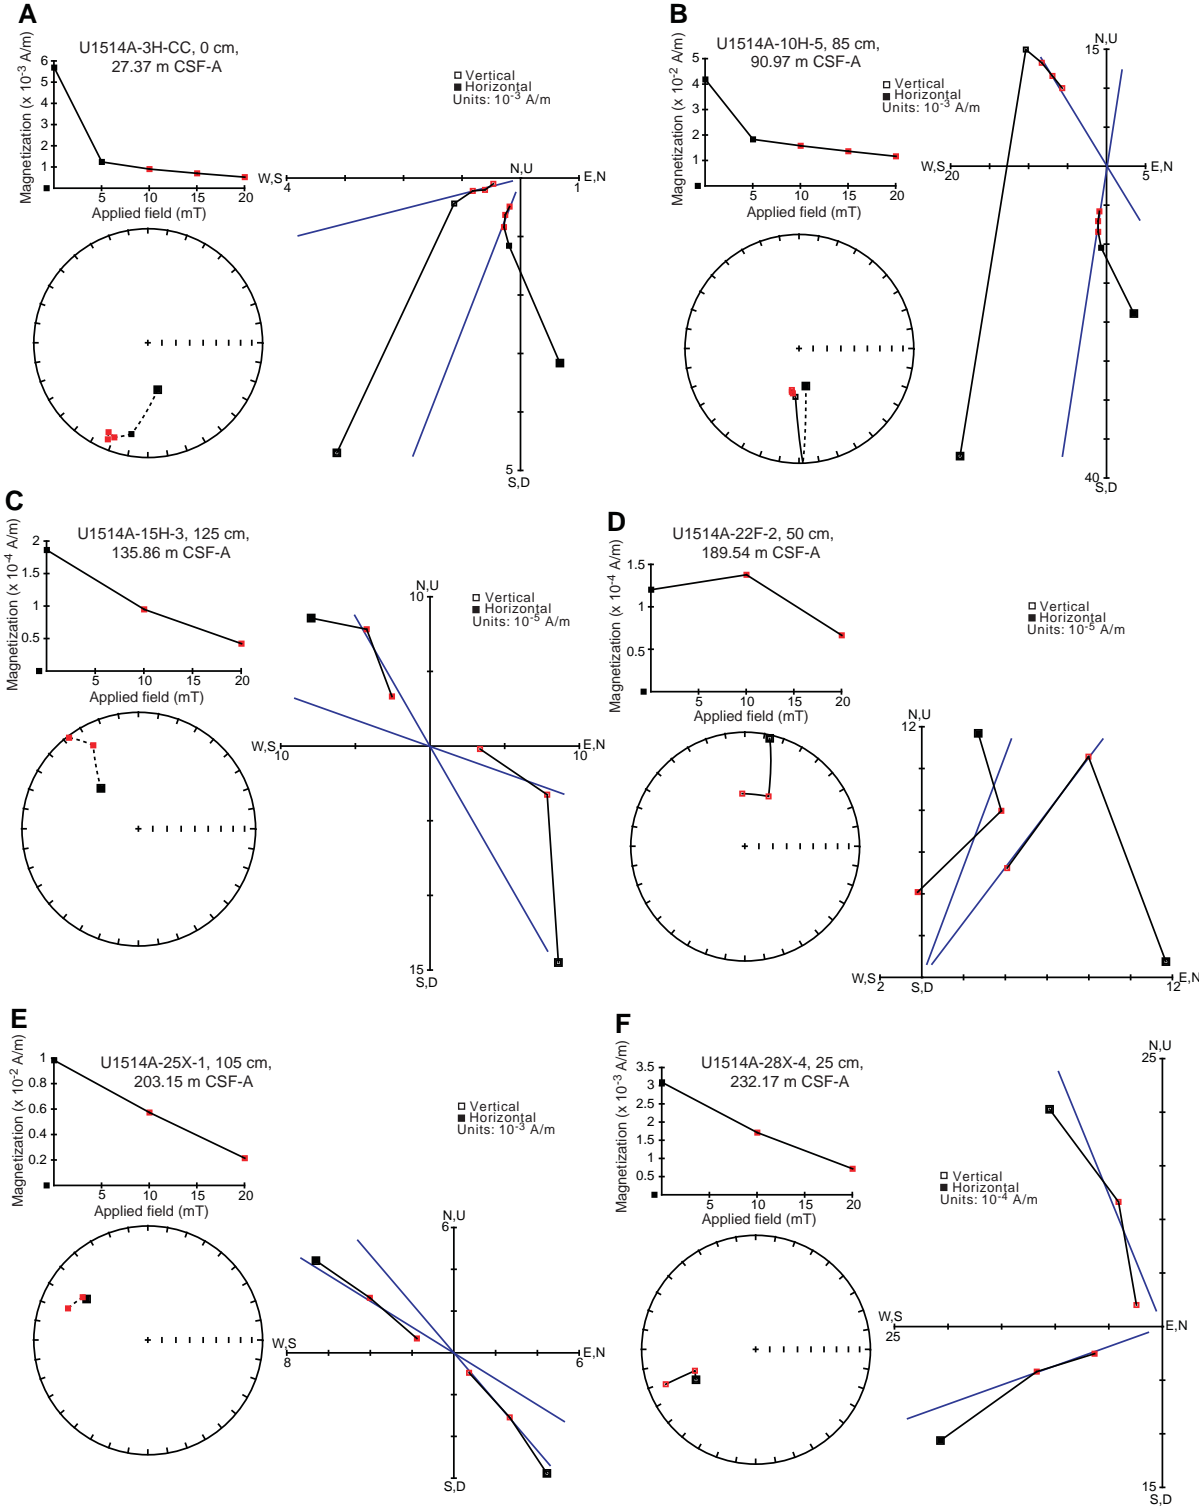 A
U1514A-3H-CC, 0 cm,
27.37 m CSF-A
Magnetization (x 10-3 A/m)
6
5
4
3
2
1
5 10 15 20
Applied field (mT)
Vertical
Horizontal
Units: 10-3 A/m
N,U
W,S
4
E,N
1
5
S,D
B
U1514A-10H-5, 85 cm,
90.97 m CSF-A
Magnetization (x 10-2 A/m)
5
4
3
2
1
5 10 15 20
Applied field (mT)
Vertical
Horizontal
Units: 10-3 A/m
N,U
15
W,S
20
E,N
5
40
S,D
C
U1514A-15H-3, 125 cm,
135.86 m CSF-A
Magnetization (x 10-4 A/m)
2
1.5
1
0.5
5 10 15 20
Applied field (mT)
Vertical
Horizontal
Units: 10-5 A/m
N,U
10
W,S
10
E,N
10
15
S,D
D
U1514A-22F-2, 50 cm,
189.54 m CSF-A
Magnetization (x 10-4 A/m)
1.5
1
0.5
5 10 15 20
Applied field (mT)
Vertical
Horizontal
Units: 10-5 A/m
N,U
12
W,S
2
S,D
E,N
12
E
U1514A-25X-1, 105 cm,
203.15 m CSF-A
Magnetization (x 10-2 A/m)
1
0.8
0.6
0.4
0.2
5 10 15 20
Applied field (mT)
Vertical
Horizontal
Units: 10-3 A/m
N,U
6
W,S
8
E,N
6
S,D
F
U1514A-28X-4, 25 cm,
232.17 m CSF-A
Magnetization (x 10-3 A/m)
3.5
3
2.5
2
1.5
1
0.5
5 10 15 20
Applied field (mT)
Vertical
Horizontal
Units: 10-4 A/m
N,U
25
W,S
25
E,N
15
S,D